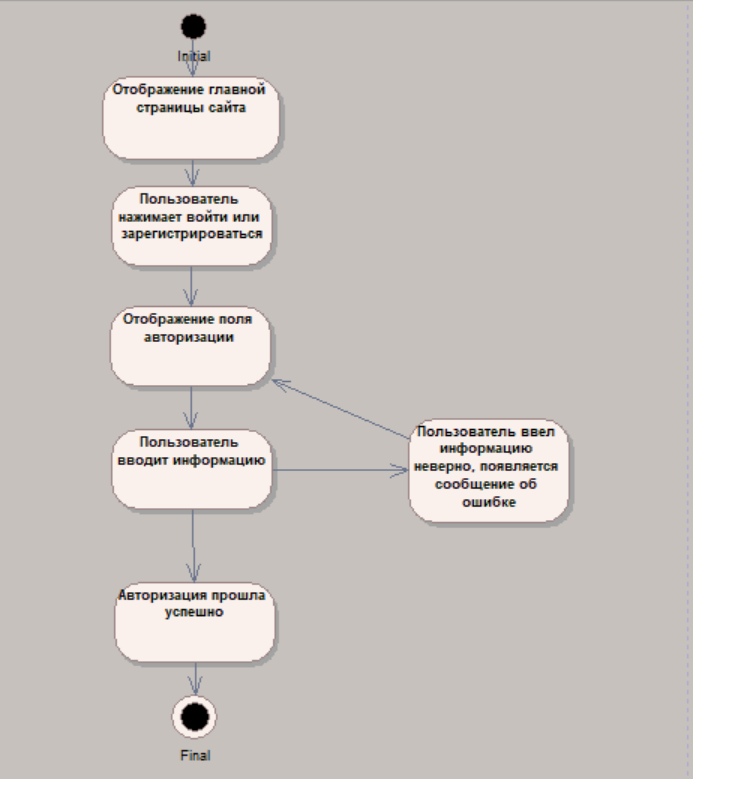 Initial
Отображение главной
страницы сайта
Пользователь
нажимает войти или
зарегистрироваться
Отображение поля
авторизации
Пользователь
вводит информацию
Пользователь ввел
информацию
неверно, появляется
сообщение об
ошибке
Авторизация прошла
успешно
Final